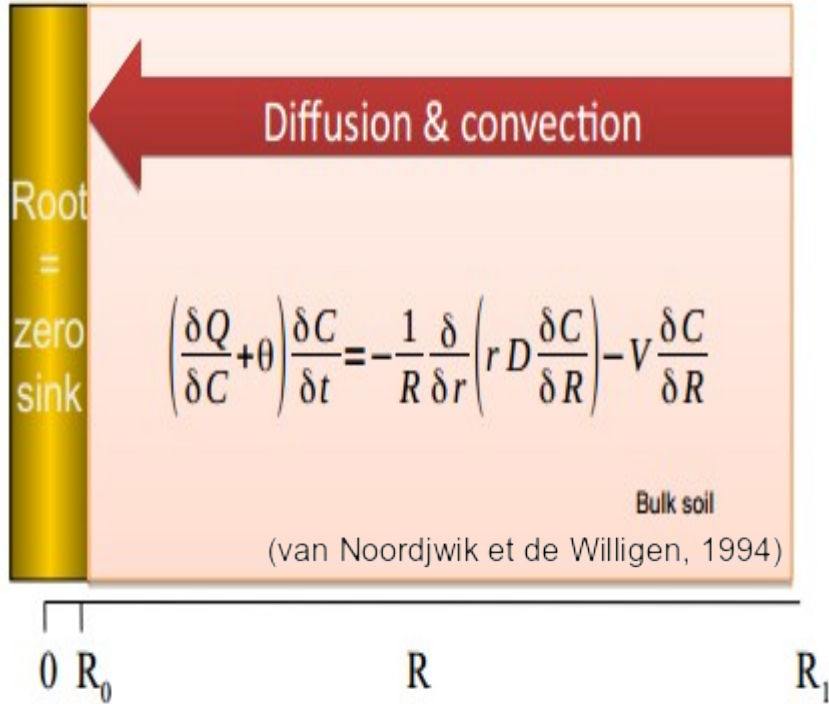 Diffusion & convection
Root
=
zero
sink
(δQ/δC+θ)δC/δt=-1/R δ/δr(r D δC/δR)-V δC/δR
Bulk soil
(van Noordjwik et de Willigen, 1994)
0 R₀ R R₁